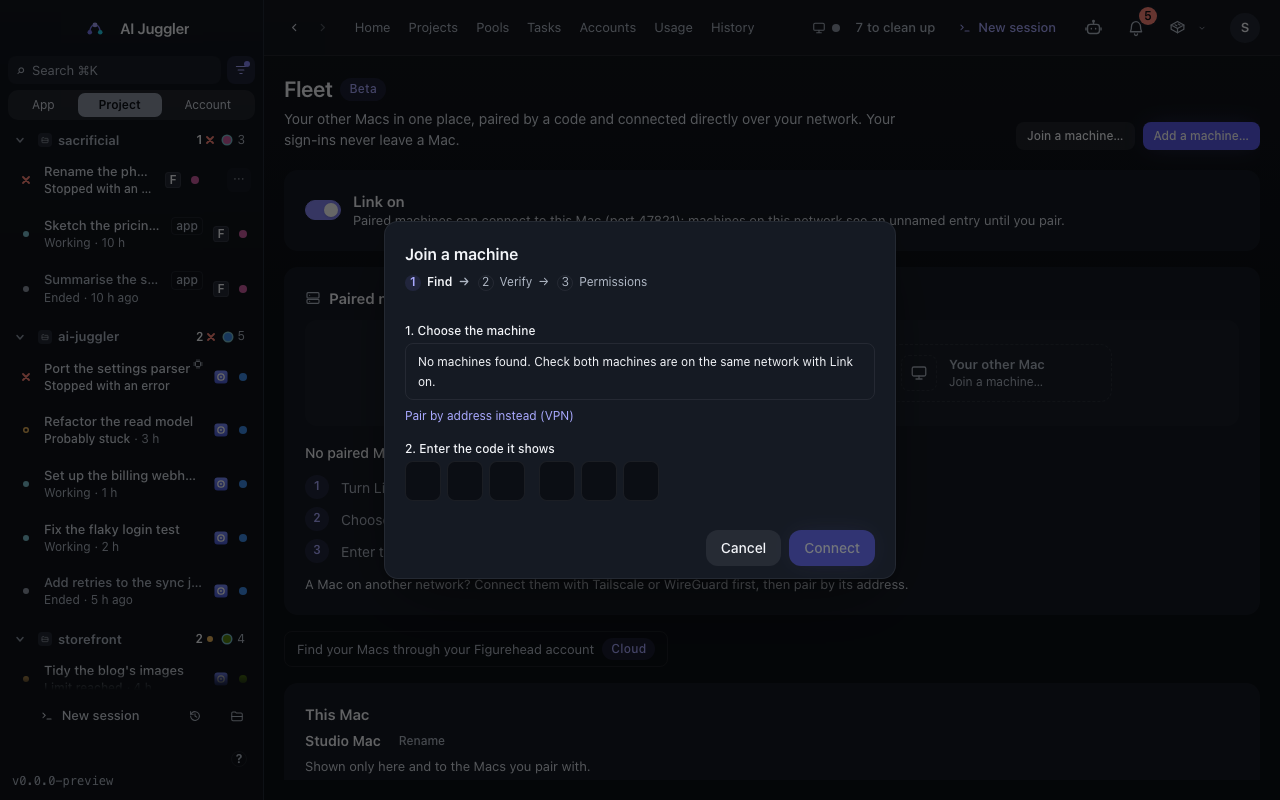 AI Juggler
Search ⌘K
App
Project
Account
sacrificial
1
3
Rename the ph...
F
Stopped with an ...
Sketch the pricin...
app
F
Working · 10 h
Summarise the s...
app
F
Ended · 10 h ago
ai-juggler
2
5
Port the settings parser
Stopped with an error
Refactor the read model
Probably stuck · 3 h
Set up the billing webh...
Working · 1 h
Fix the flaky login test
Working · 2 h
Add retries to the sync j...
Ended · 5 h ago
storefront
2
4
Tidy the blog's images
New session
?
v0.0.0-preview
Home
Projects
Pools
Tasks
Accounts
Usage
History
7 to clean up
New session
5
S
Fleet
Beta
Your other Macs in one place, paired by a code and connected directly over your network. Your
sign-ins never leave a Mac.
Join a machine...
Add a machine...
Link on
Paired machines can connect to this Mac (port 47821); machines on this network see an unnamed entry until you pair.
Paired
Your other Mac
Join a machine...
No paired M
1
Turn Li
2
Choos
3
Enter t
A Mac on another network? Connect them with Tailscale or WireGuard first, then pair by its address.
Find your Macs through your Figurehead account
Cloud
This Mac
Studio Mac
Rename
Shown only here and to the Macs you pair with.
Join a machine
1 Find → 2 Verify → 3 Permissions
1. Choose the machine
No machines found. Check both machines are on the same network with Link
on.
Pair by address instead (VPN)
2. Enter the code it shows
Cancel
Connect